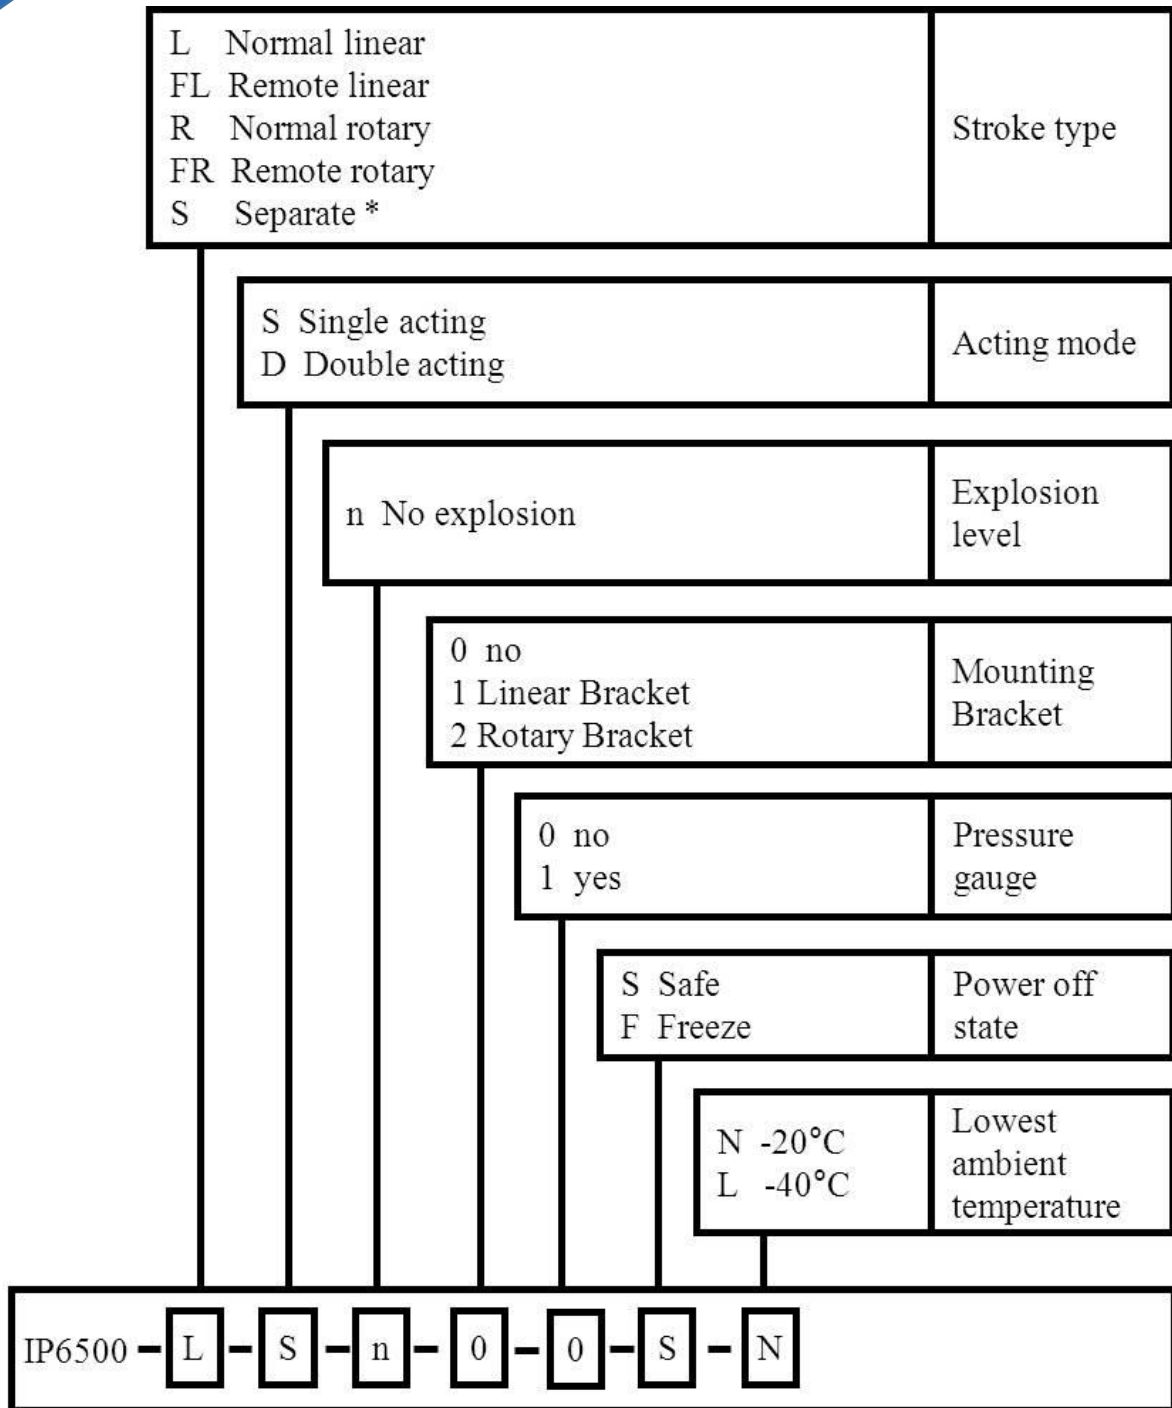 L Normal linear
FL Remote linear
R Normal rotary
FR Remote rotary
S Separate *
Stroke type
S Single acting
D Double acting
Acting mode
n No explosion
Explosion
level
0 no
1 Linear Bracket
2 Rotary Bracket
Mounting
Bracket
0 no
1 yes
Pressure
gauge
S Safe
F Freeze
Power off
state
N -20°C
L -40°C
Lowest
ambient
temperature
IP6500 - L - S - n - 0 - 0 - S - N